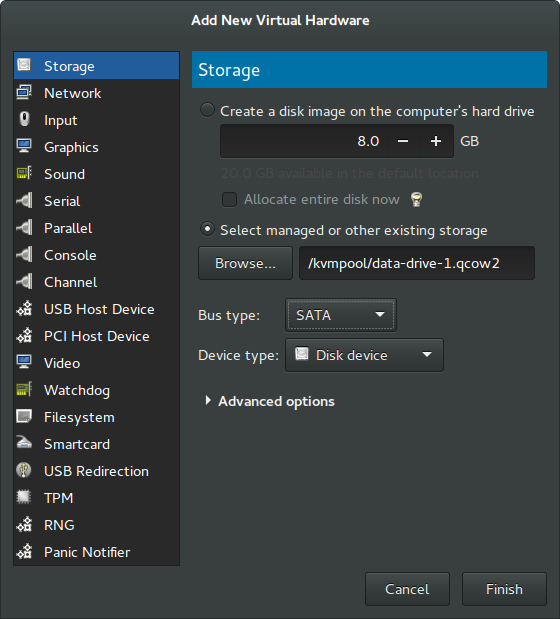 Add New Virtual Hardware
Storage
Network
Input
Graphics
Sound
Serial
Parallel
Console
Channel
USB Host Device
PCI Host Device
Video
Watchdog
Filesystem
Smartcard
USB Redirection
TPM
RNG
Panic Notifier
Storage
Create a disk image on the computer's hard drive
8.0 − + GB
20.0 GB available in the default location
Allocate entire disk now
Select managed or other existing storage
Browse... /kvmpool/data-drive-1.qcow2
Bus type: SATA
Device type: Disk device
Advanced options
Cancel Finish